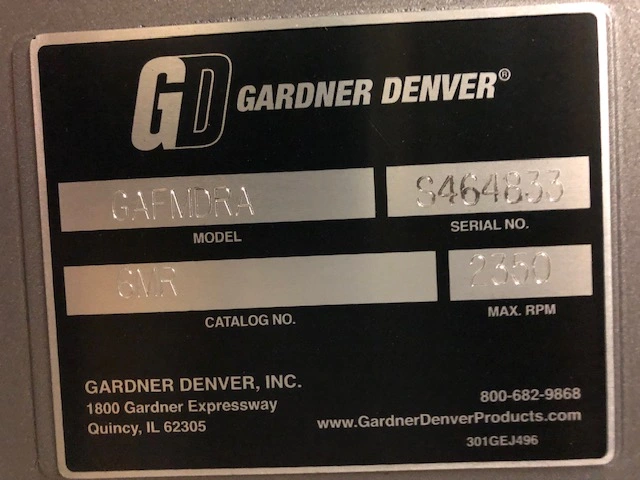 GD GARDNER DENVER®
GAFMDRA S464833
MODEL SERIAL NO.
6MR 2350
CATALOG NO. MAX. RPM
GARDNER DENVER, INC.
1800 Gardner Expressway
Quincy, IL 62305
800-682-9868
www.GardnerDenverProducts.com
301GEJ496